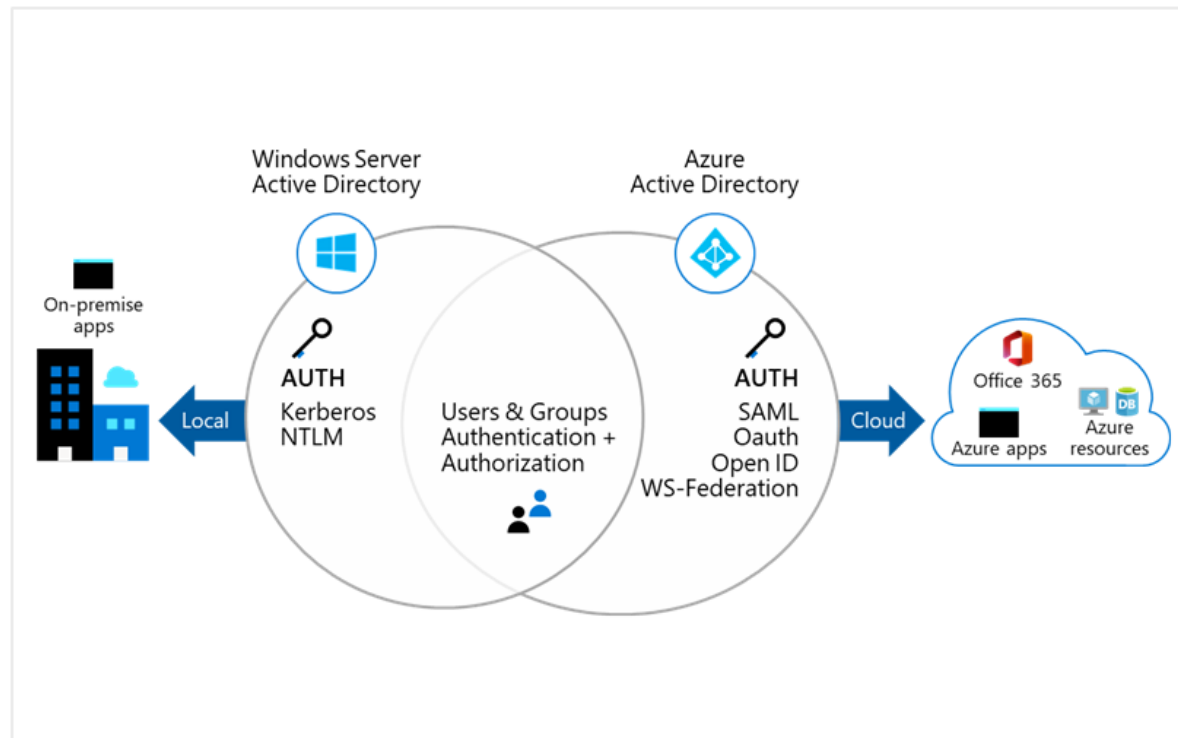 Windows Server
Active Directory
Azure
Active Directory
On-premise
apps
Local
AUTH
Kerberos
NTLM
Users & Groups
Authentication +
Authorization
AUTH
SAML
Oauth
Open ID
WS-Federation
Cloud
Office 365
DB
Azure apps
Azure
resources